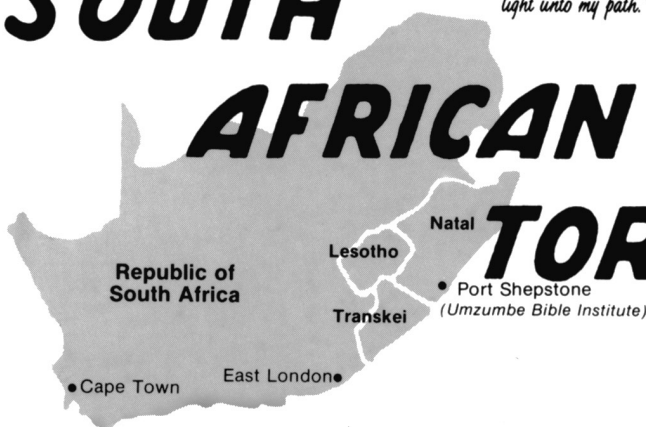 light unto my path.
SOUTH
AFRICAN
TOR
Natal
Lesotho
Republic of
South Africa
Port Shepstone
(Umzumbe Bible Institute)
Transkei
East London
Cape Town